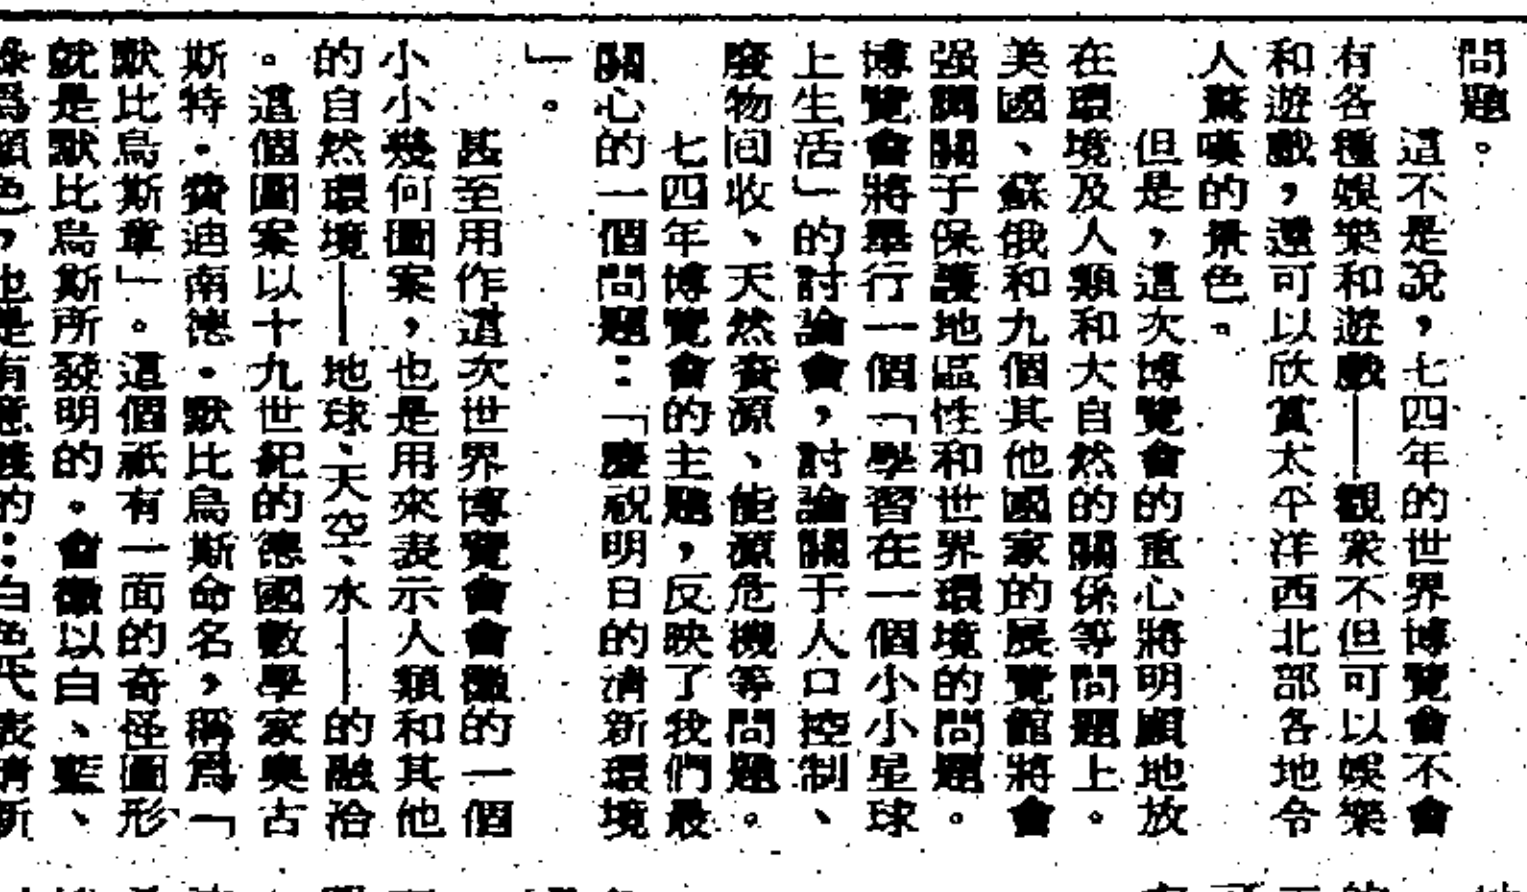 問題。
這不是說，七四年的世界博覽會不會
有各種娛樂和遊戲——觀衆不但可以娛樂
和遊戲，還可以欣賞太平洋西北部各地令
人驚嘆的景色。
但是，這次博覽會的重心將明顯地放
在環境及人類和大自然的關係等問題上。
美國、蘇俄和九個其他國家的展覽館將會
强調關于保護地區性和世界環境的問題。
博覽會將舉行一個「學習在一個小小星球
上生活」的討論會，討論關于人口控制、
廢物回收、天然資源、能源危機等問題。
七四年博覽會的主題，反映了我們最
關心的一個問題：「慶祝明日的清新環境
」。
甚至用作這次世界博覽會會徽的一個
小小幾何圖案，也是用來表示人類和其他
的自然環境——地球、天空、水——的融洽
。這個圖案以十九世紀的德國數學家奧古
斯特・費迪南德・默比烏斯命名，稱爲「
默比烏斯章」。這個祇有一面的奇怪圖形
就是默比烏斯所發明的。會徽以白、藍、
綠爲顏色，也是有意義的：白色代表清新